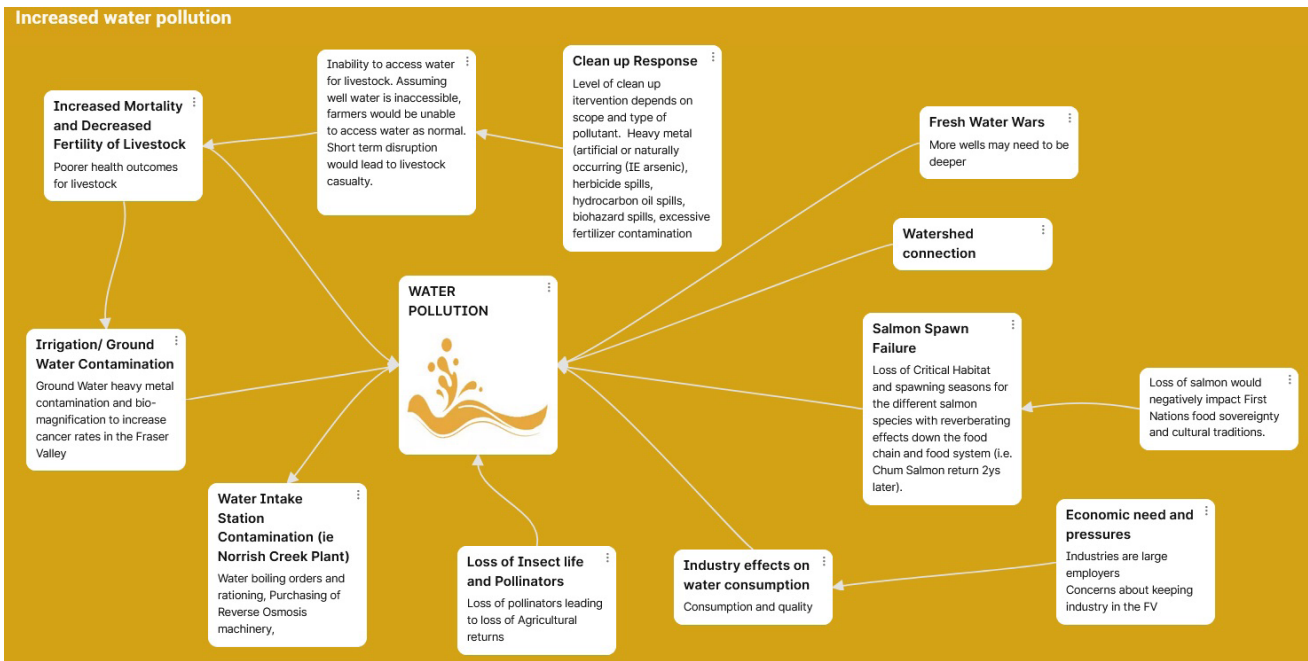 Increased water pollution
Increased Mortality
and Decreased
Fertility of Livestock
Poorer health outcomes
for livestock
Inability to access water
for livestock. Assuming
well water is inaccessible,
farmers would be unable
to access water as normal.
Short term disruption
would lead to livestock
casualty.
Clean up Response
Level of clean up
itervention depends on
scope and type of
pollutant. Heavy metal
(artificial or naturally
occurring (IE arsenic),
herbicide spills,
hydrocarbon oil spills,
biohazard spills, excessive
fertilizer contamination
Fresh Water Wars
More wells may need to be
deeper
Watershed
connection
WATER
POLLUTION
Irrigation/ Ground
Water Contamination
Ground Water heavy metal
contamination and bio-
magnification to increase
cancer rates in the Fraser
Valley
Salmon Spawn
Failure
Loss of Critical Habitat
and spawning seasons for
the different salmon
species with reverberating
effects down the food
chain and food system (i.e.
Chum Salmon return 2ys
later).
Loss of salmon would
negatively impact First
Nations food sovereignty
and cultural traditions.
Water Intake
Station
Contamination (ie
Norrish Creek Plant)
Water boiling orders and
rationing, Purchasing of
Reverse Osmosis
machinery,
Loss of Insect life
and Pollinators
Loss of pollinators leading
to loss of Agricultural
returns
Industry effects on
water consumption
Consumption and quality
Economic need and
pressures
Industries are large
employers
Concerns about keeping
industry in the FV